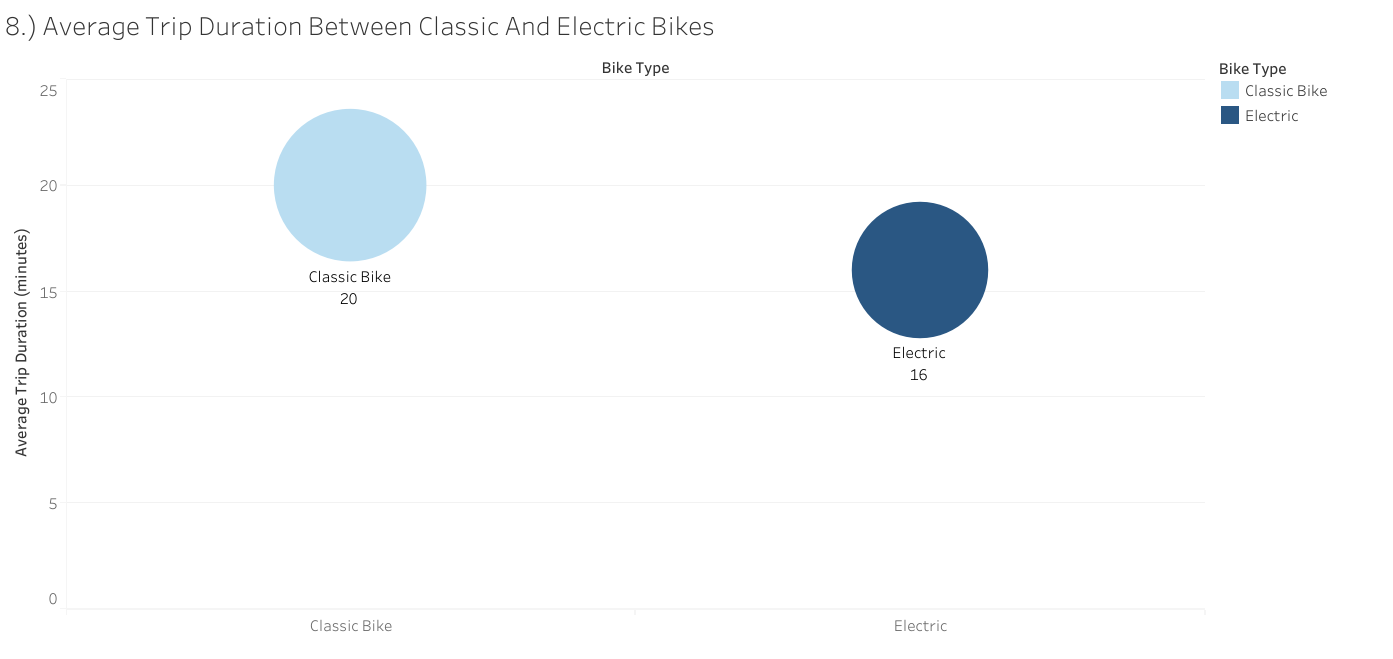 8.) Average Trip Duration Between Classic And Electric Bikes
Bike Type
Bike Type
Classic Bike
Electric
25
20
15
10
5
0
Average Trip Duration (minutes)
Classic Bike
20
Electric
16
Classic Bike
Electric